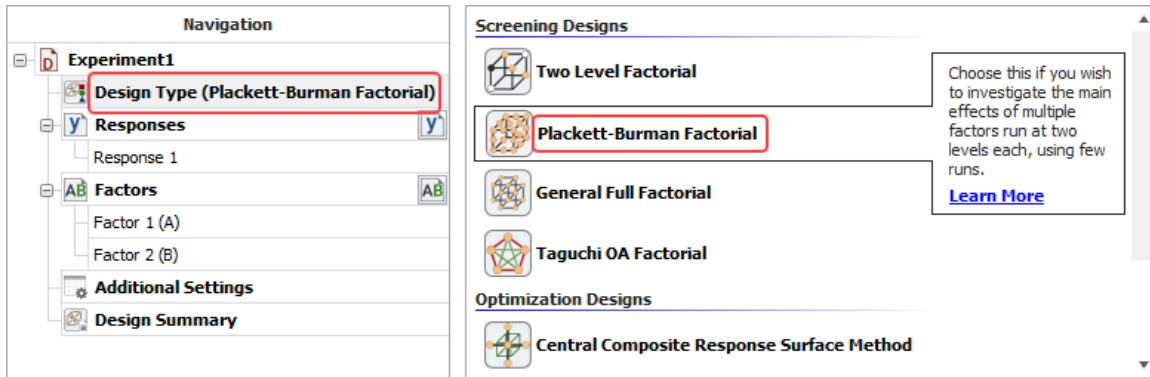 Navigation
Experiment1
Design Type (Plackett-Burman Factorial)
Responses
Response 1
Factors
Factor 1 (A)
Factor 2 (B)
Additional Settings
Design Summary
Screening Designs
Two Level Factorial
Plackett-Burman Factorial
General Full Factorial
Taguchi OA Factorial
Optimization Designs
Central Composite Response Surface Method
Choose this if you wish
to investigate the main
effects of multiple
factors run at two
levels each, using few
runs.
Learn More